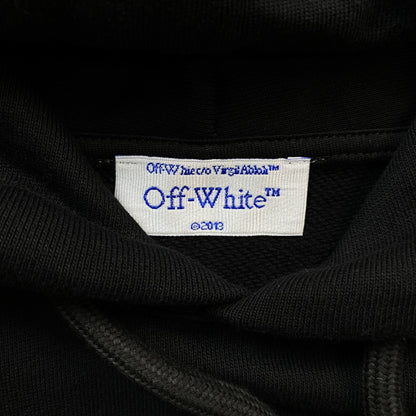 Off-White c/o Virgil Abloh™
Off-White™
©2013